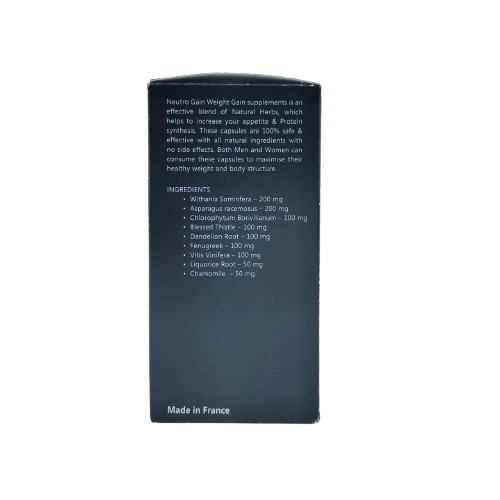 Neutro Gain Weight Gain supplements is an
effective blend of Natural Herbs, which
helps to increase your appetite & Protein
synthesis. These capsules are 100% safe &
effective with all natural ingredients with
no side effects. Both Men and Women can
consume these capsules to maximise their
healthy weight and body structure.
INGREDIENTS
• Withania Sominfera – 200 mg
• Asparagus racemosus – 200 mg
• Chlorophytum Borivilianum – 100 mg
• Blessed Thistle – 100 mg
• Dandelion Root – 100 mg
• Fenugreek – 100 mg
• Vitis Vinifera – 100 mg
• Liquorice Root – 50 mg
• Chamomile – 50 mg
Made in France